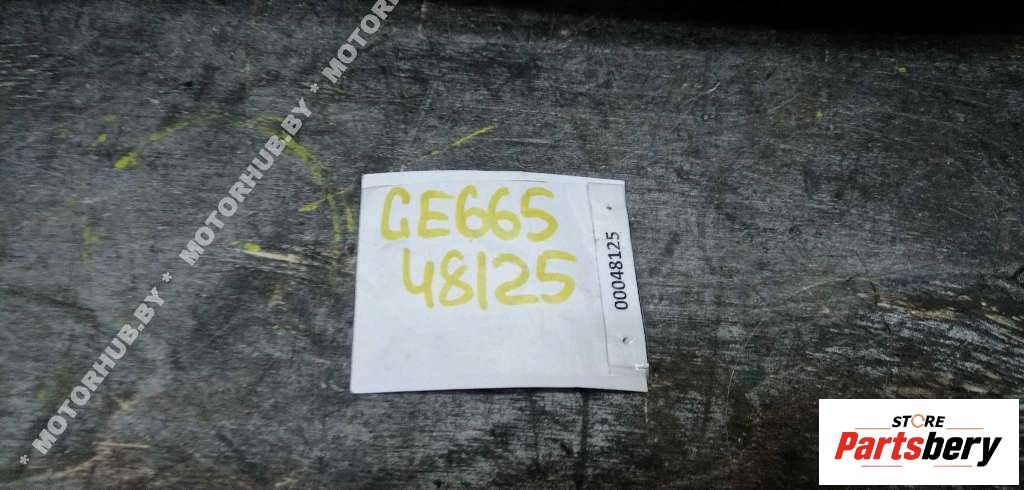 * MOTORHUB.BY * MOTORHUB.BY * MOTOR
GE665
48125
00048125
STORE
Partsbery